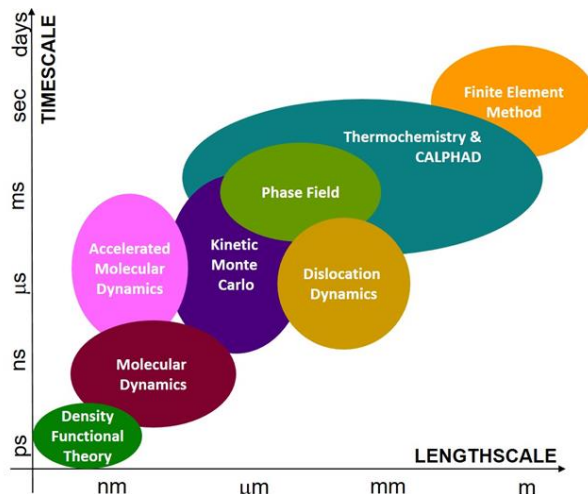 days
sec
ms
μs
ns
ps
TIMESCALE
Finite Element
Method
Thermochemistry &
CALPHAD
Phase Field
Accelerated
Molecular
Dynamics
Kinetic
Monte
Carlo
Dislocation
Dynamics
Molecular
Dynamics
Density
Functional
Theory
LENGTHSCALE
nm
μm
mm
m